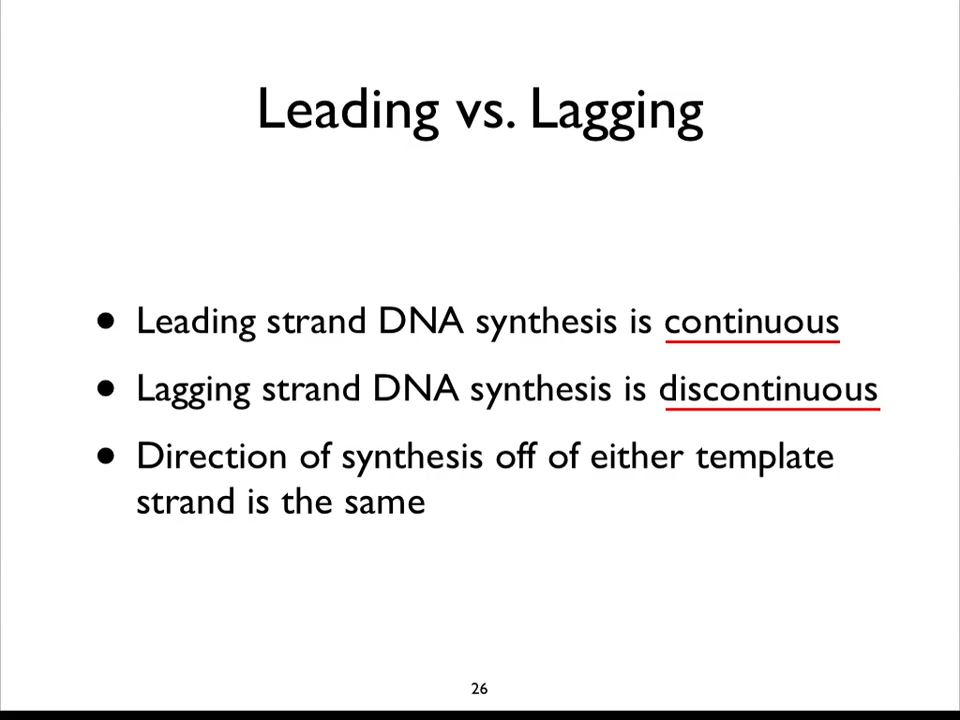 Leading vs. Lagging
• Leading strand DNA synthesis is continuous
• Lagging strand DNA synthesis is discontinuous
• Direction of synthesis off of either template
strand is the same
26